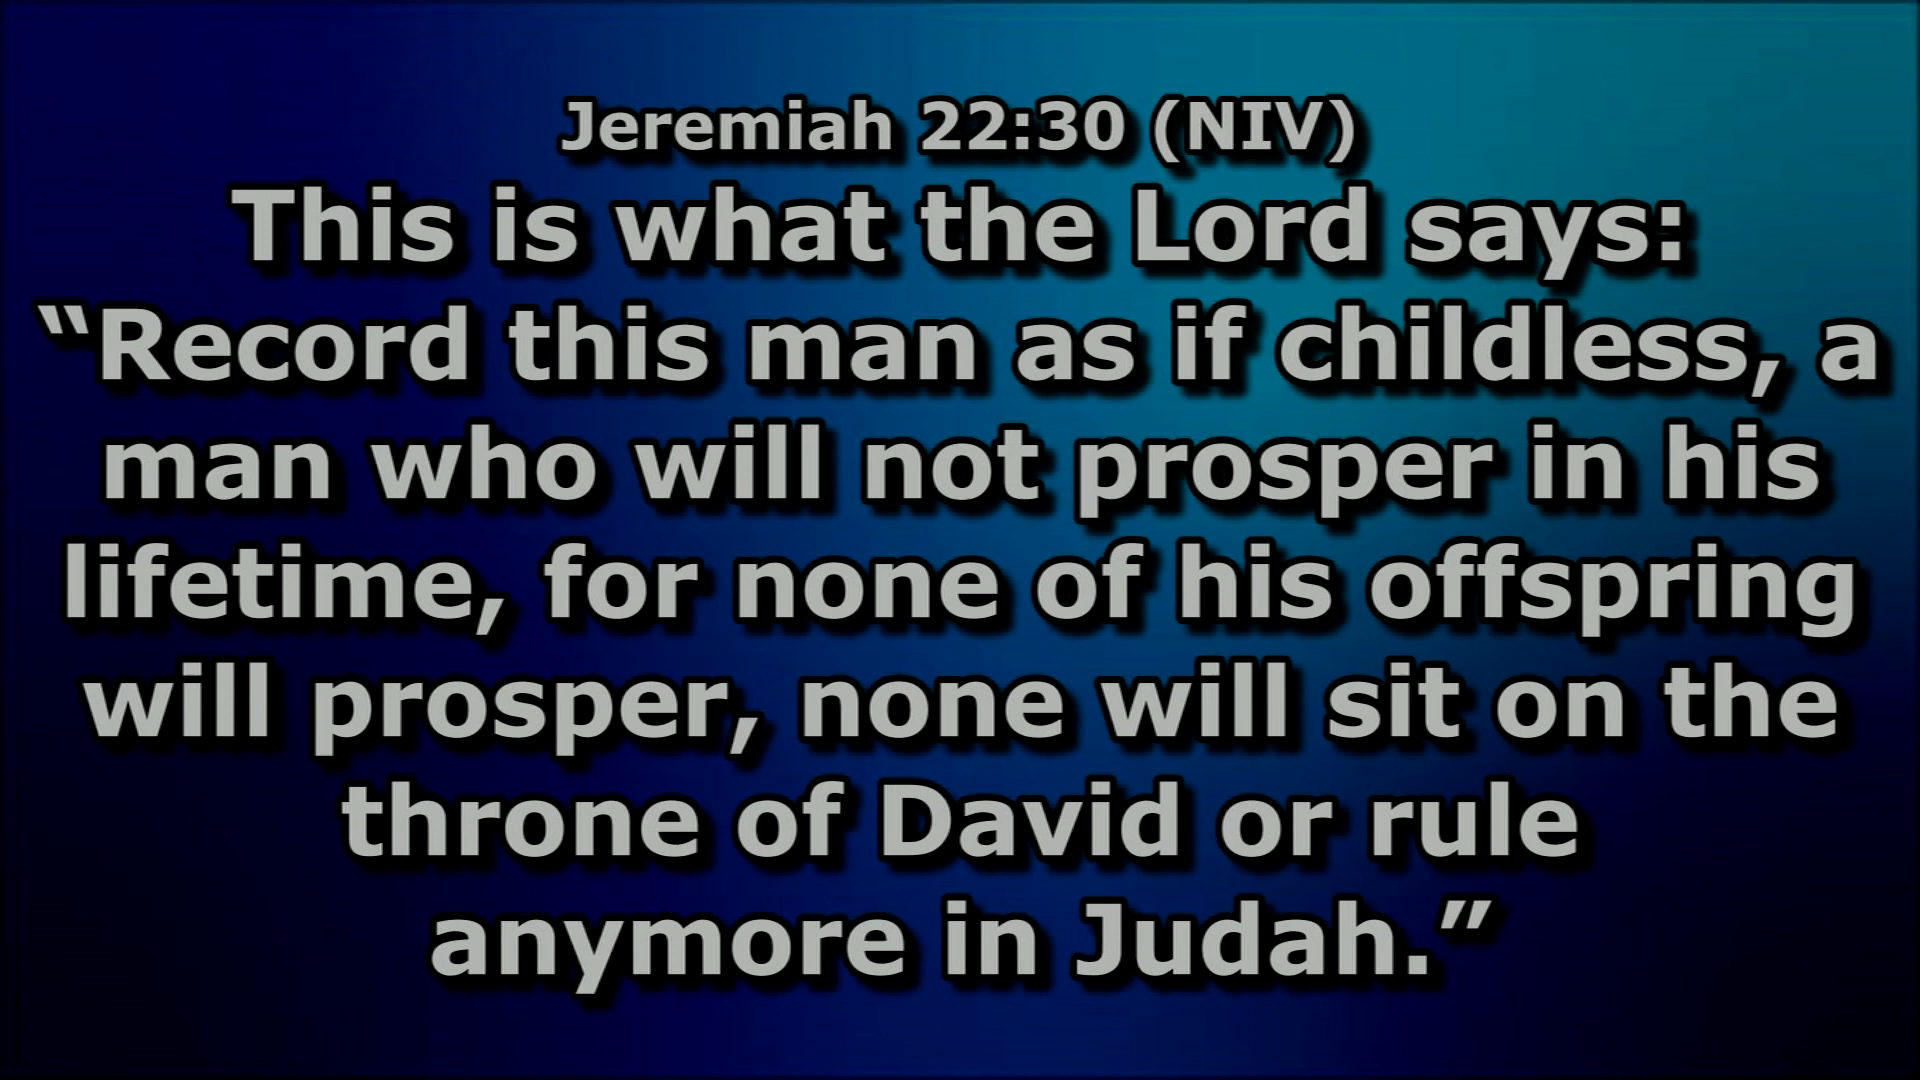 Jeremiah 22:30 (NIV)
This is what the Lord says:
“Record this man as if childless, a
man who will not prosper in his
lifetime, for none of his offspring
will prosper, none will sit on the
throne of David or rule
anymore in Judah.”